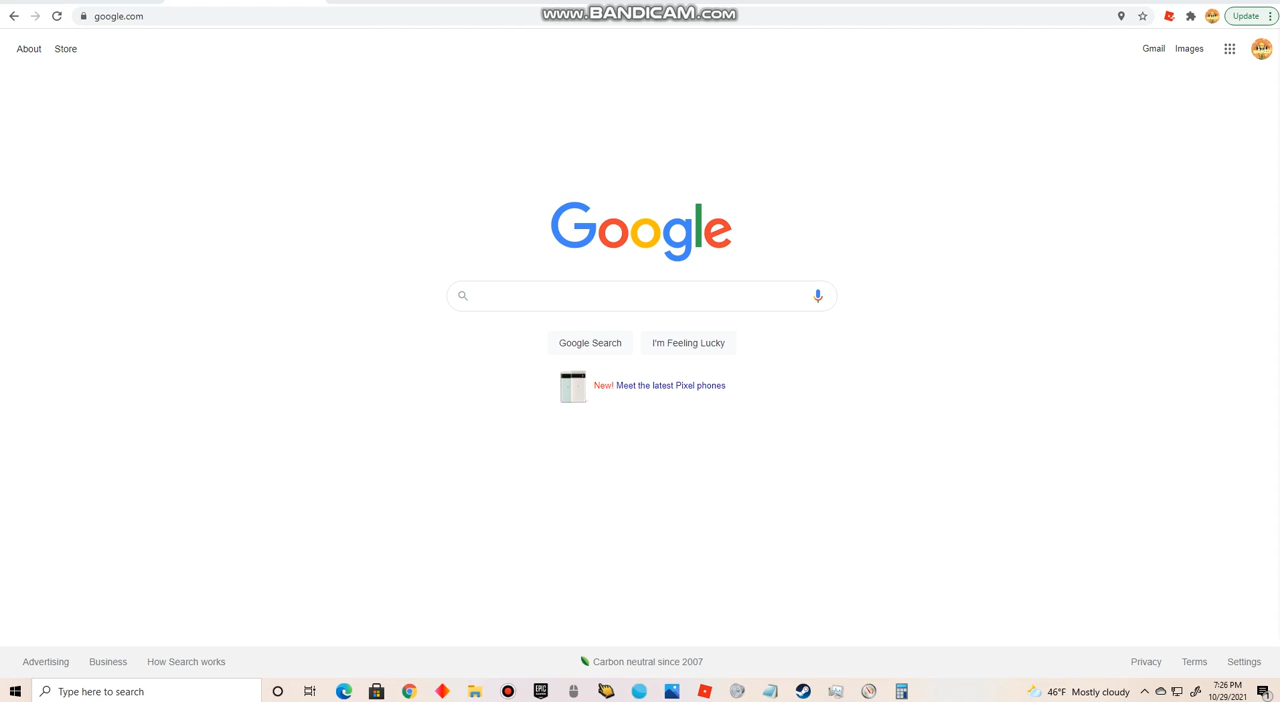 google.com
www.BANDICAM.com
Update
About Store
Gmail Images
Google
Google Search I'm Feeling Lucky
New! Meet the latest Pixel phones
Advertising Business How Search works
Carbon neutral since 2007
Privacy Terms Settings
Type here to search
EPIC
46°F Mostly cloudy
7:26 PM
10/29/2021
1